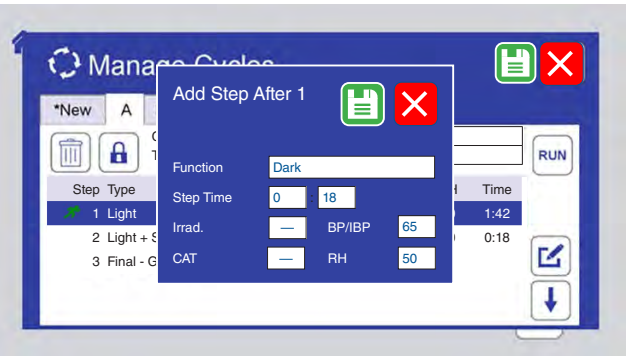 Manage Cycles
Add Step After 1
*New A
RUN
Function Dark
Step Time 0 : 18
Irrad. — BP/IBP 65
CAT — RH 50
Step Type Time
1 Light 1:42
2 Light + 0:18
3 Final -